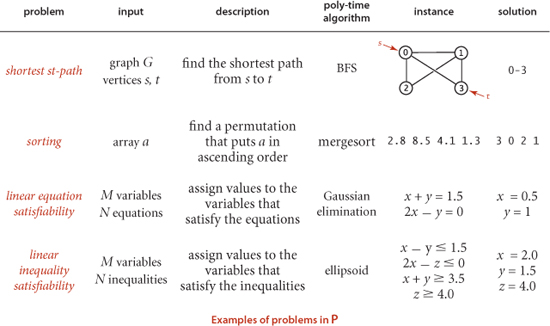 problem input description poly-time algorithm instance solution
shortest st-path
graph G
vertices s, t
find the shortest path
from s to t
BFS
s
0 1
2 3
t
0-3
sorting
array a
find a permutation
that puts a in
ascending order
mergesort
2.8 8.5 4.1 1.3
3 0 2 1
linear equation
satisfiability
M variables
N equations
assign values to the
variables that
satisfy the equations
Gaussian
elimination
x + y = 1.5
2x − y = 0
x = 0.5
y = 1
linear
inequality
satisfiability
M variables
N inequalities
assign values to the
variables that
satisfy the inequalities
ellipsoid
x − y ≤ 1.5
2x − z ≤ 0
x + y ≥ 3.5
z ≥ 4.0
x = 2.0
y = 1.5
z = 4.0
Examples of problems in P